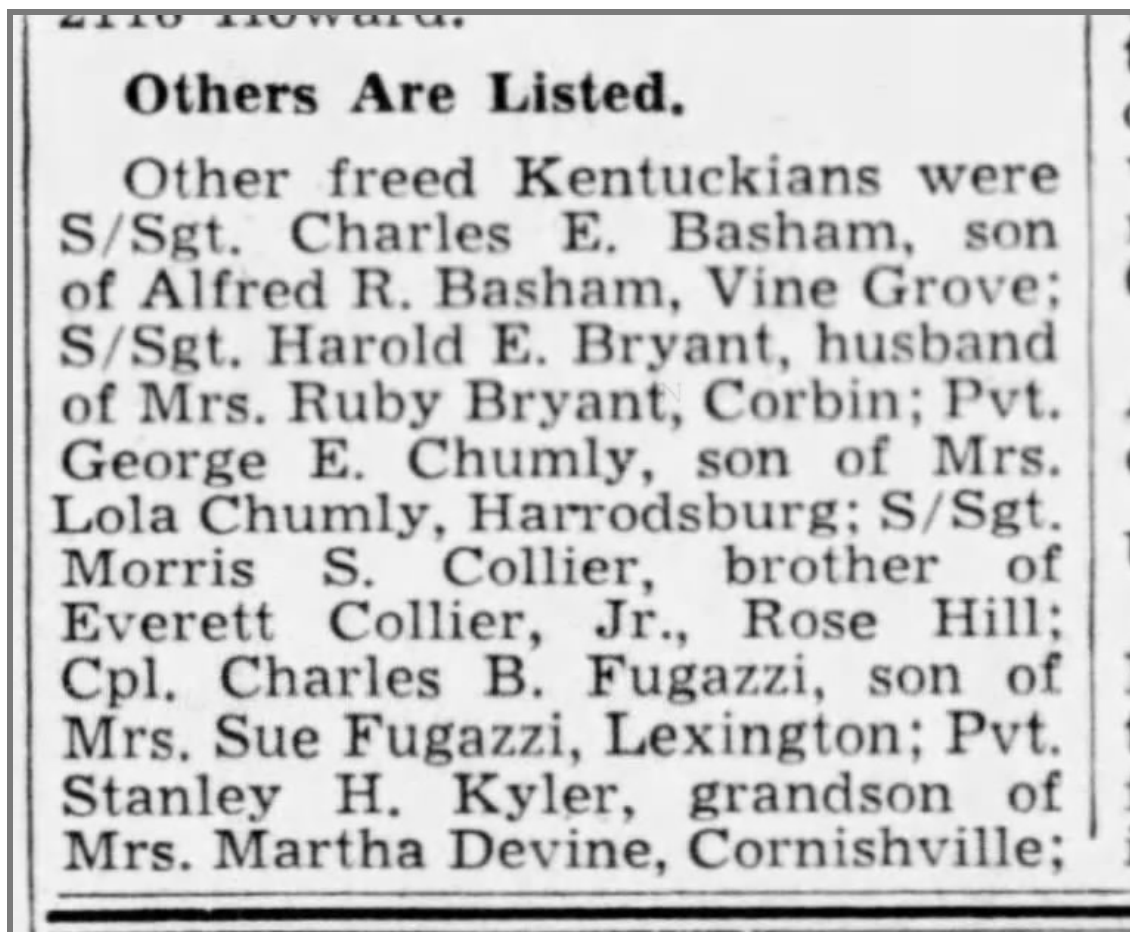 2118 Howard.
Others Are Listed.
Other freed Kentuckians were
S/Sgt. Charles E. Basham, son
of Alfred R. Basham, Vine Grove;
S/Sgt. Harold E. Bryant, husband
of Mrs. Ruby Bryant, Corbin; Pvt.
George E. Chumly, son of Mrs.
Lola Chumly, Harrodsburg; S/Sgt.
Morris S. Collier, brother of
Everett Collier, Jr., Rose Hill;
Cpl. Charles B. Fugazzi, son of
Mrs. Sue Fugazzi, Lexington; Pvt.
Stanley H. Kyler, grandson of
Mrs. Martha Devine, Cornishville;